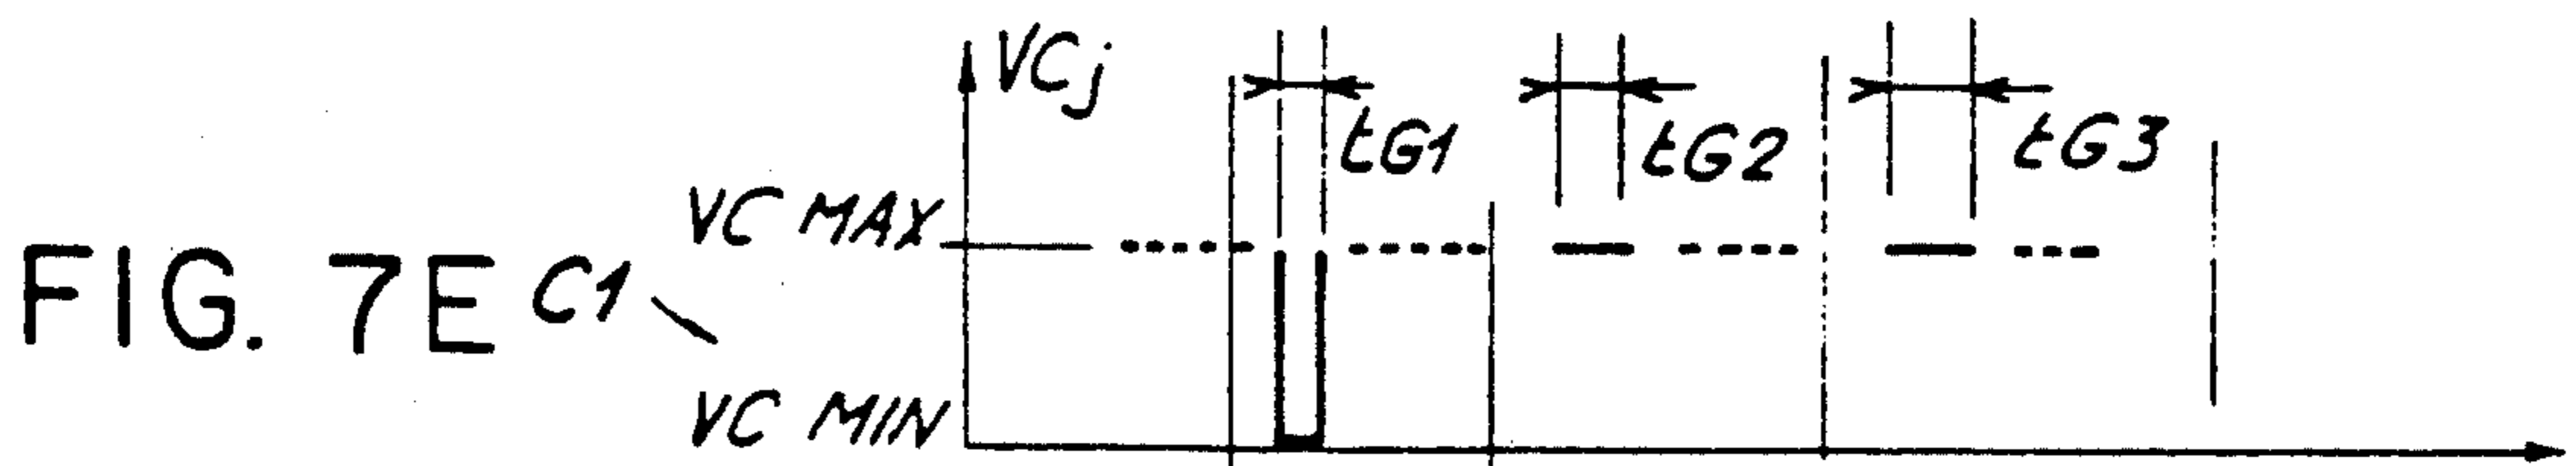 VCj
tG1
tG2
tG3
VC MAX
FIG. 7E
C1
VC MIN